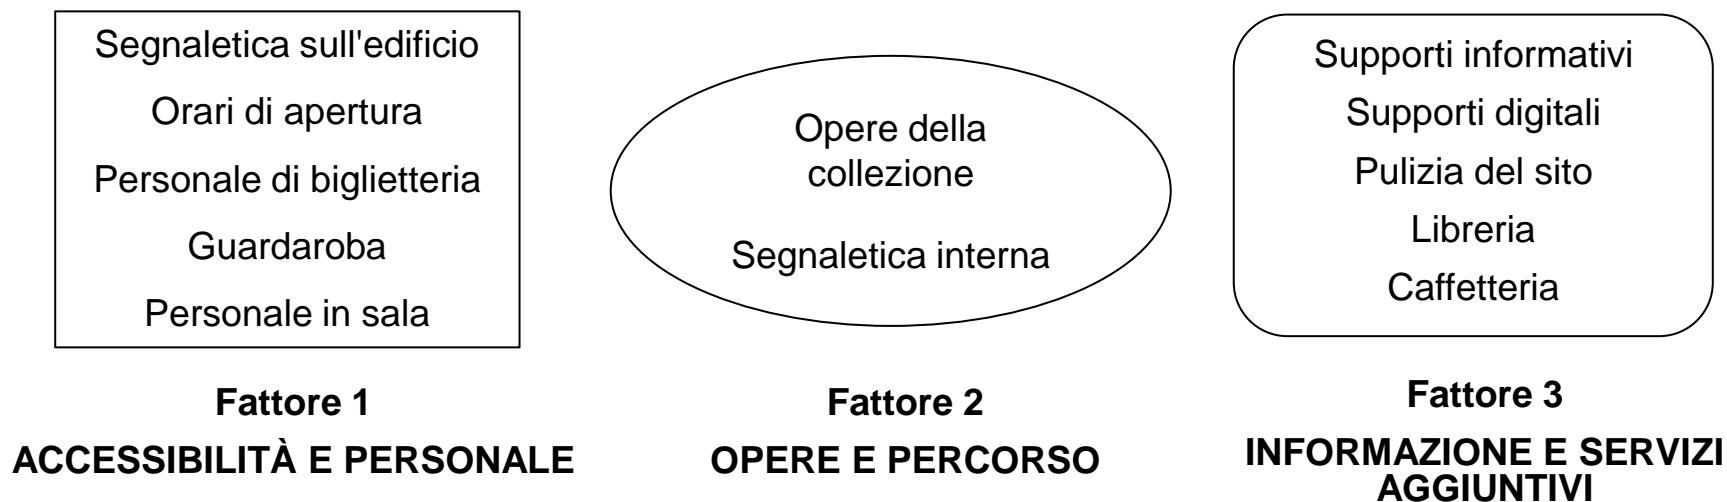 Segnaletica sull'edificio
Orari di apertura
Personale di biglietteria
Guardaroba
Personale in sala
Fattore 1
ACCESSIBILITÀ E PERSONALE
Opere della
collezione
Segnaletica interna
Fattore 2
OPERE E PERCORSO
Supporti informativi
Supporti digitali
Pulizia del sito
Libreria
Caffetteria
Fattore 3
INFORMAZIONE E SERVIZI
AGGIUNTIVI